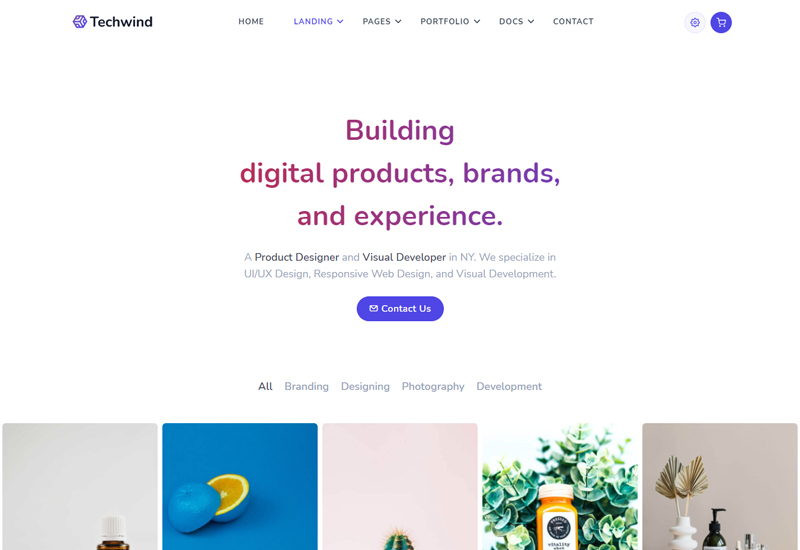 Techwind
HOME
LANDING
PAGES
PORTFOLIO
DOCS
CONTACT
Building
digital products, brands,
and experience.
A Product Designer and Visual Developer in NY. We specialize in
UI/UX Design, Responsive Web Design, and Visual Development.
Contact Us
All
Branding
Designing
Photography
Development
vitality